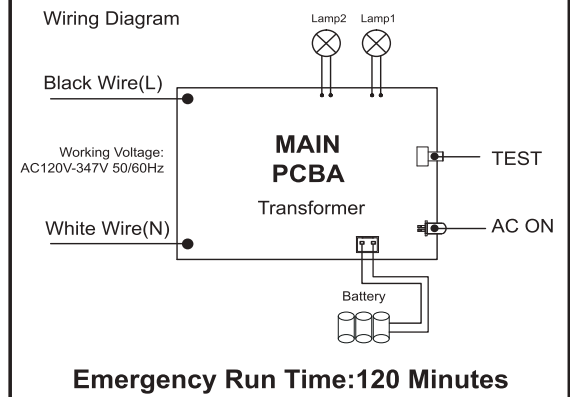 Wiring Diagram
Lamp2 Lamp1
Black Wire(L)
Working Voltage:
AC120V-347V 50/60Hz
MAIN
PCBA
Transformer
TEST
White Wire(N)
AC ON
Battery
Emergency Run Time:120 Minutes